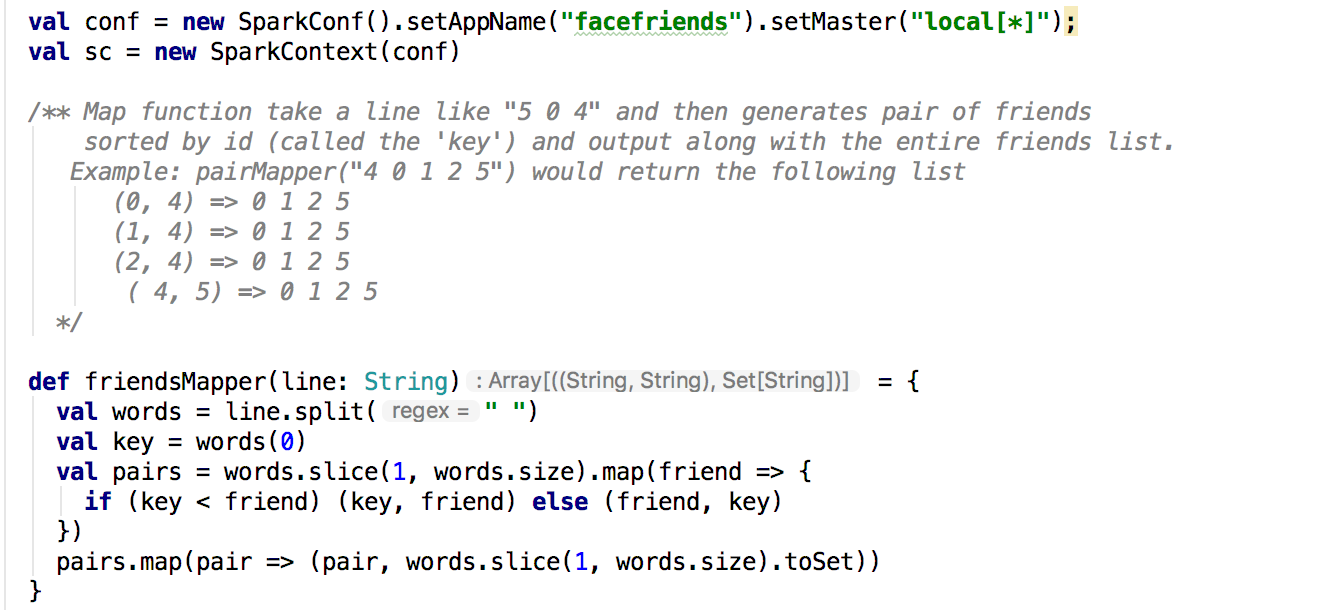 val conf = new SparkConf().setAppName("facefriends").setMaster("local[*]");
val sc = new SparkContext(conf)

/** Map function take a line like "5 0 4" and then generates pair of friends
    sorted by id (called the 'key') and output along with the entire friends list.
   Example: pairMapper("4 0 1 2 5") would return the following list
      (0, 4) => 0 1 2 5
      (1, 4) => 0 1 2 5
      (2, 4) => 0 1 2 5
       ( 4, 5) => 0 1 2 5
  */

def friendsMapper(line: String) : Array[((String, String), Set[String])] = {
  val words = line.split( regex = " ")
  val key = words(0)
  val pairs = words.slice(1, words.size).map(friend => {
    if (key < friend) (key, friend) else (friend, key)
  })
  pairs.map(pair => (pair, words.slice(1, words.size).toSet))
}